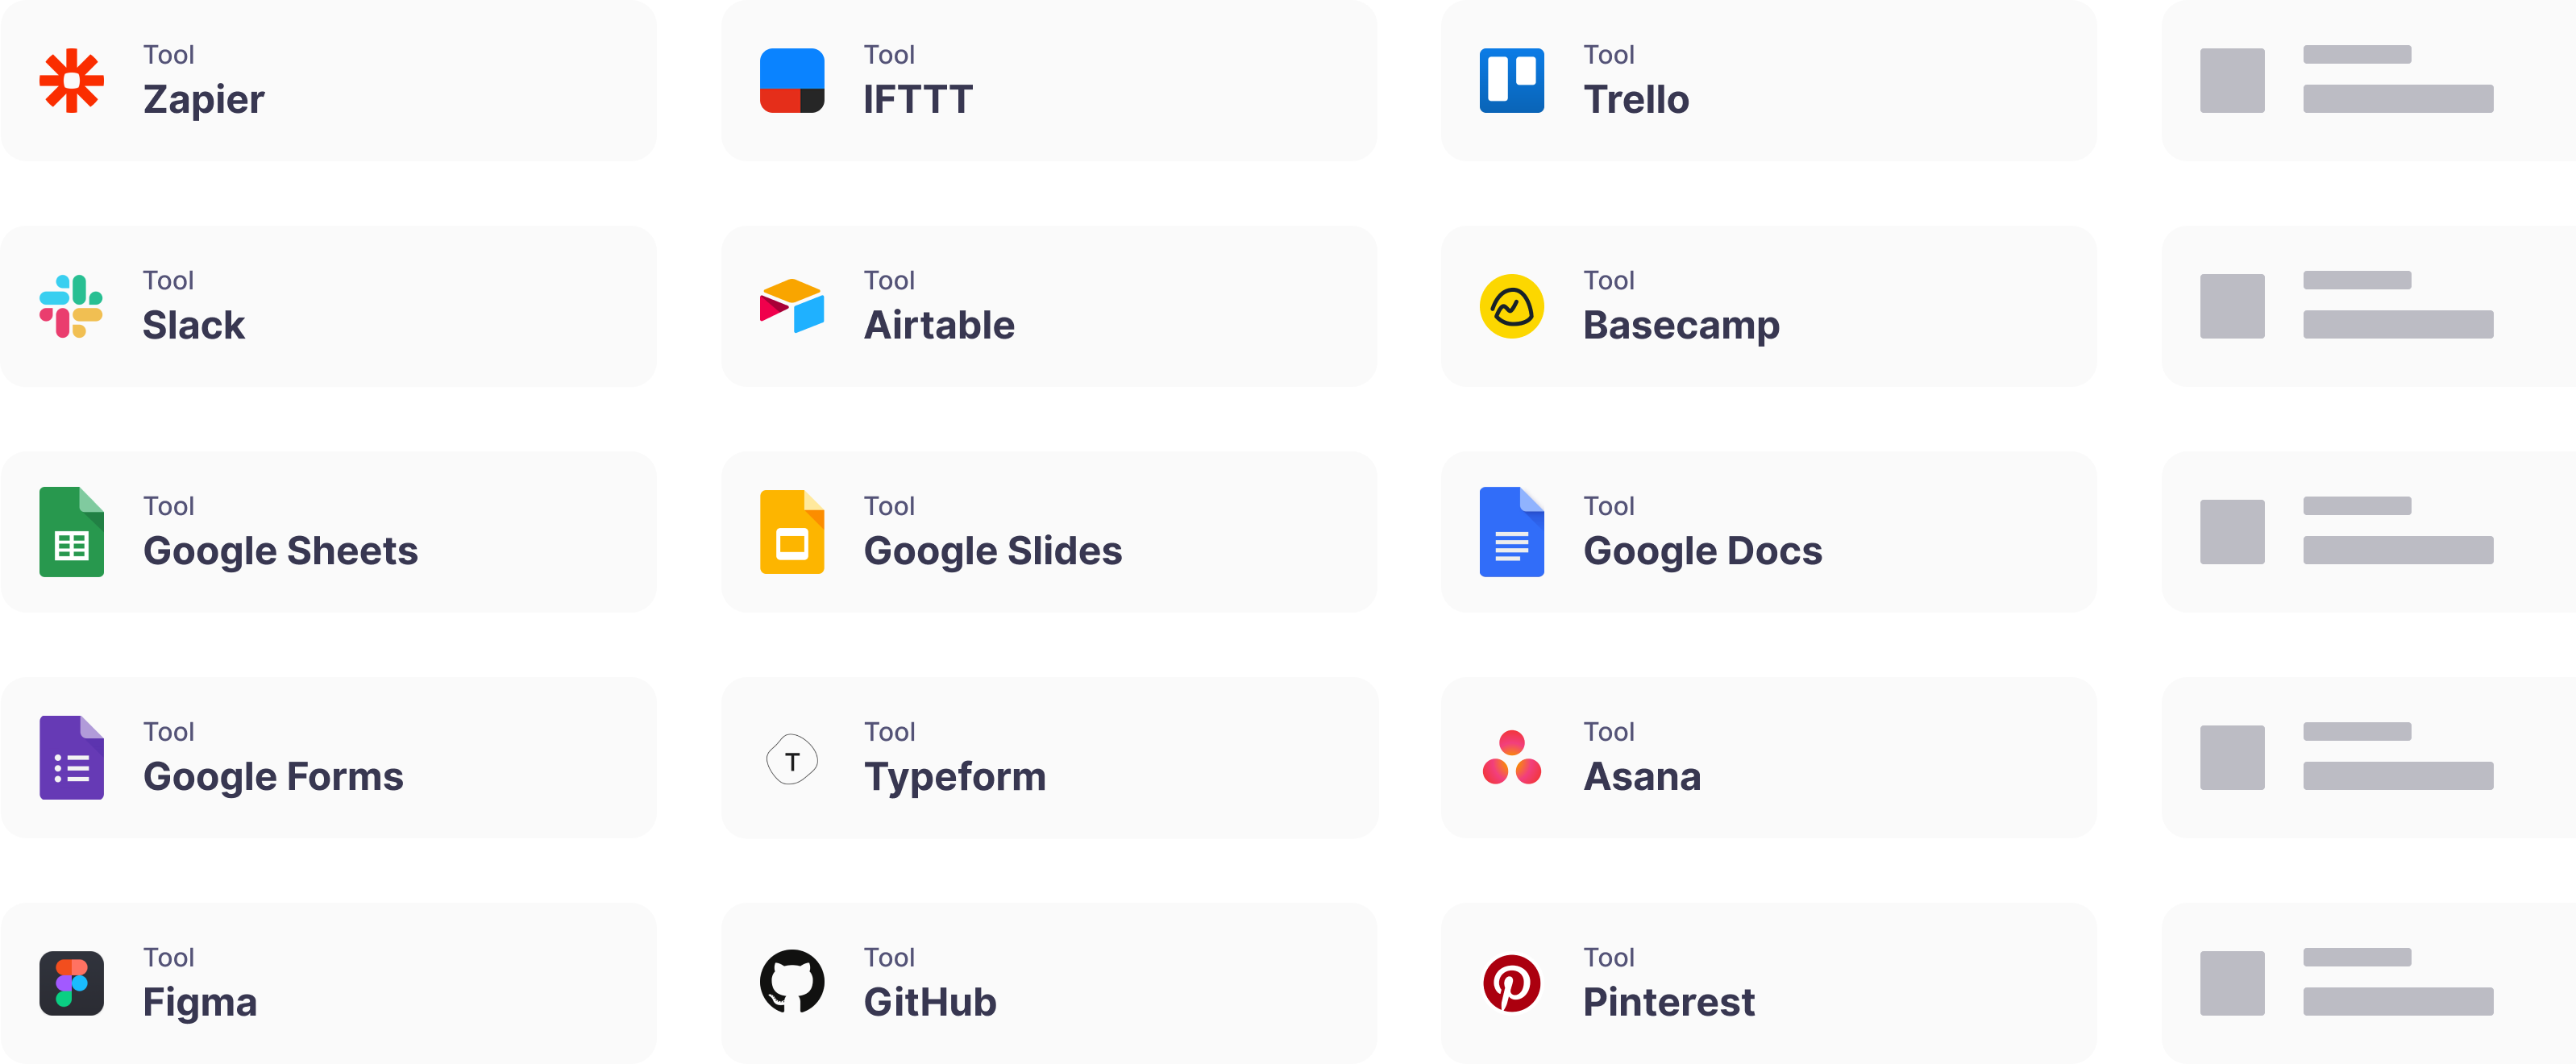 Tool
Zapier
Tool
IFTTT
Tool
Trello
Tool
Slack
Tool
Airtable
Tool
Basecamp
Tool
Google Sheets
Tool
Google Slides
Tool
Google Docs
Tool
Google Forms
T
Tool
Typeform
Tool
Asana
Tool
Figma
Tool
GitHub
Tool
Pinterest